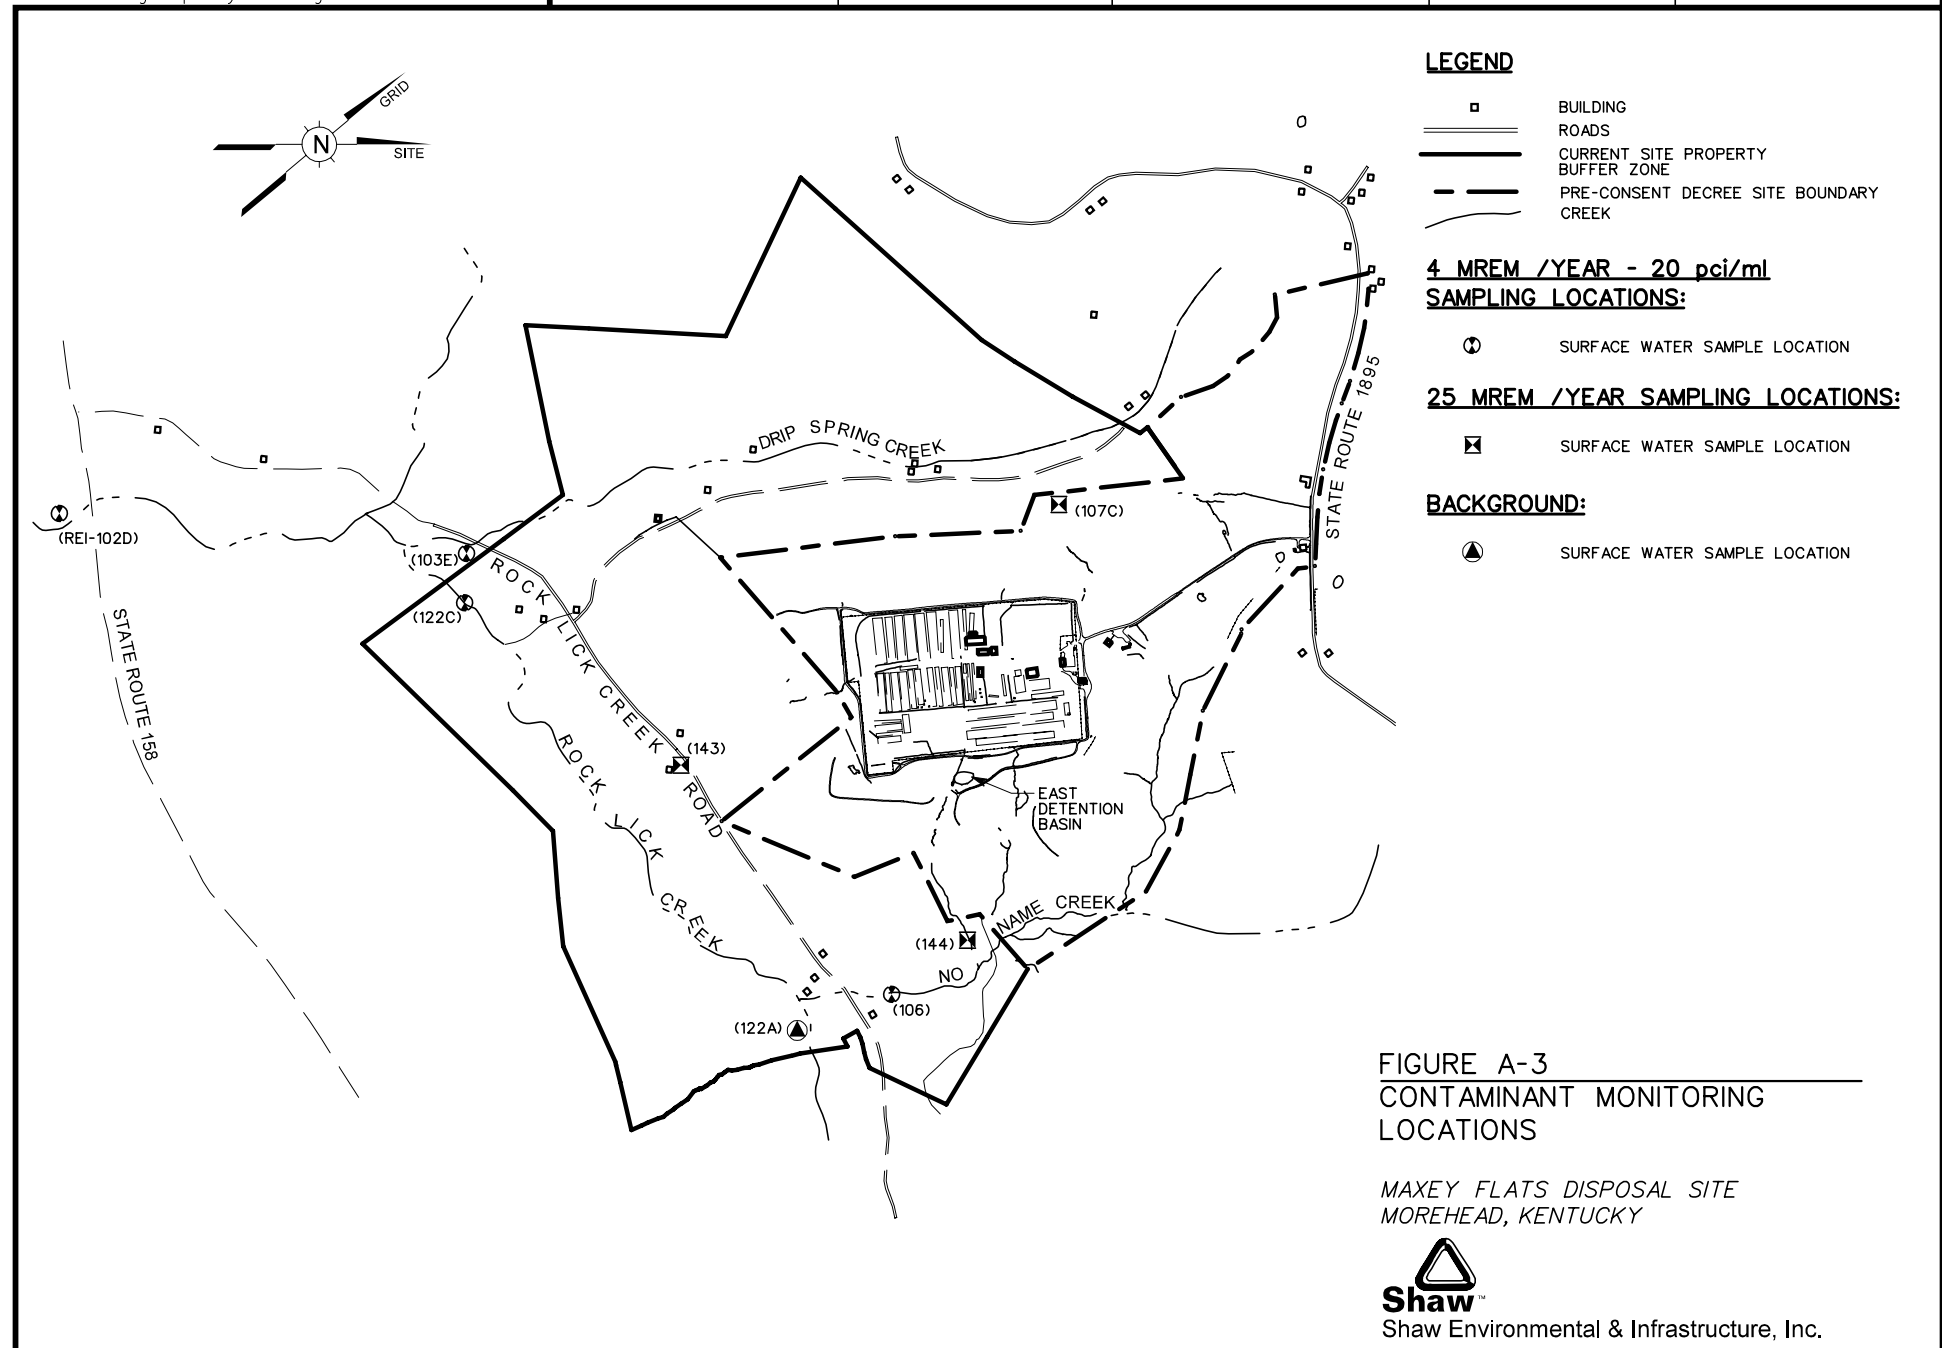 GRID
N
SITE
LEGEND
BUILDING
ROADS
CURRENT SITE PROPERTY
BUFFER ZONE
PRE-CONSENT DECREE SITE BOUNDARY
CREEK
4 MREM /YEAR - 20 pci/ml
SAMPLING LOCATIONS:
SURFACE WATER SAMPLE LOCATION
25 MREM /YEAR SAMPLING LOCATIONS:
SURFACE WATER SAMPLE LOCATION
BACKGROUND:
SURFACE WATER SAMPLE LOCATION
STATE ROUTE 1895
DRIP SPRING CREEK
(107C)
(REI-102D)
(103E)
(122C)
ROCK LICK CREEK ROAD
STATE ROUTE 158
(143)
ROCK LICK CREEK
EAST
DETENTION
BASIN
NO NAME CREEK
(144)
(106)
(122A)
FIGURE A-3
CONTAMINANT MONITORING
LOCATIONS
MAXEY FLATS DISPOSAL SITE
MOREHEAD, KENTUCKY
Shaw™
Shaw Environmental & Infrastructure, Inc.